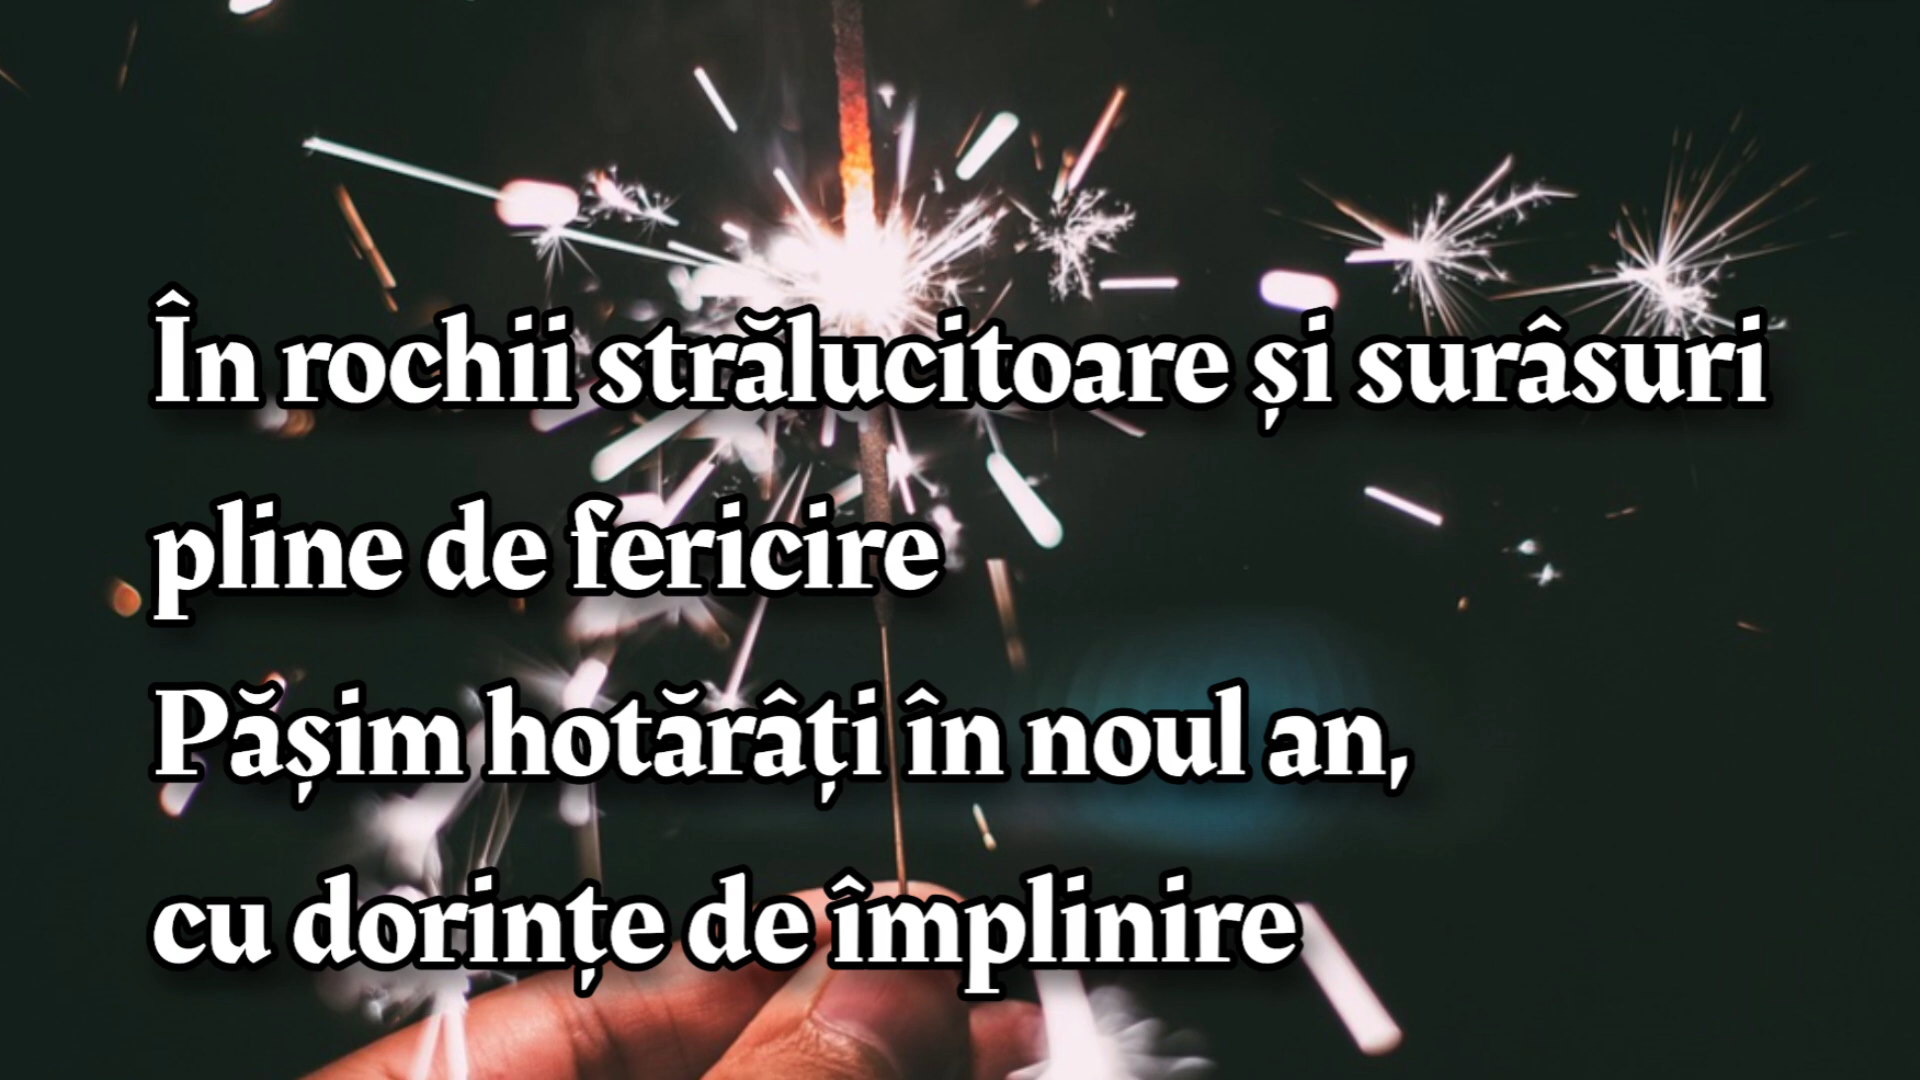 În rochii strălucitoare și surâsuri
pline de fericire
Pășim hotărâți în noul an,
cu dorințe de împlinire